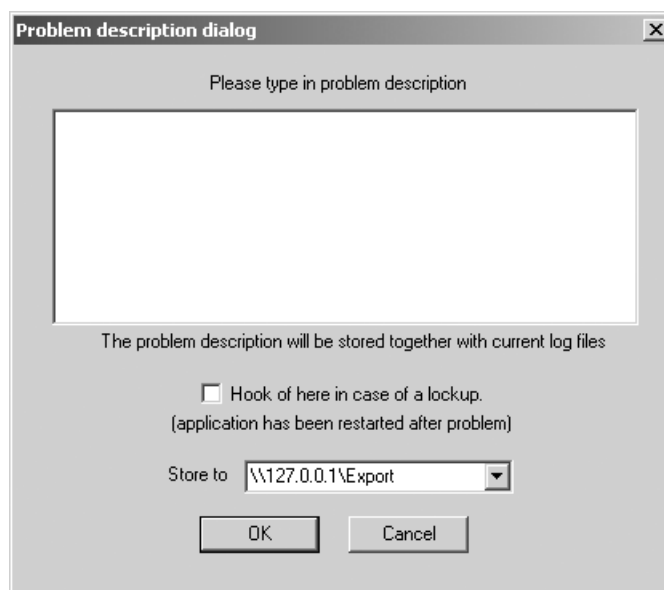 Problem description dialog
Please type in problem description
The problem description will be stored together with current log files
Hook of here in case of a lockup.
(application has been restarted after problem)
Store to \\127.0.0.1\Export
OK Cancel